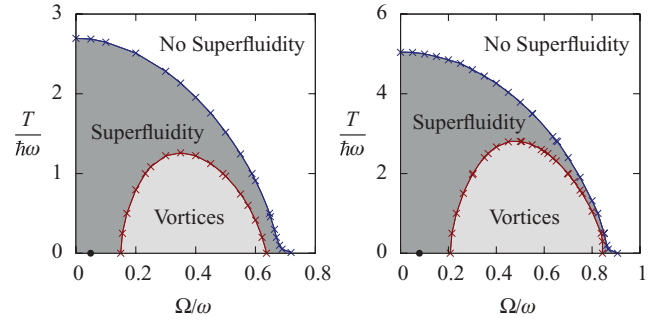 3
2
1
0
T
ħω
No Superfluidity
Superfluidity
Vortices
0
0.2
0.4
0.6
0.8
Ω/ω
6
4
2
0
T
ħω
No Superfluidity
Superfluidity
Vortices
0
0.2
0.4
0.6
0.8
1
Ω/ω